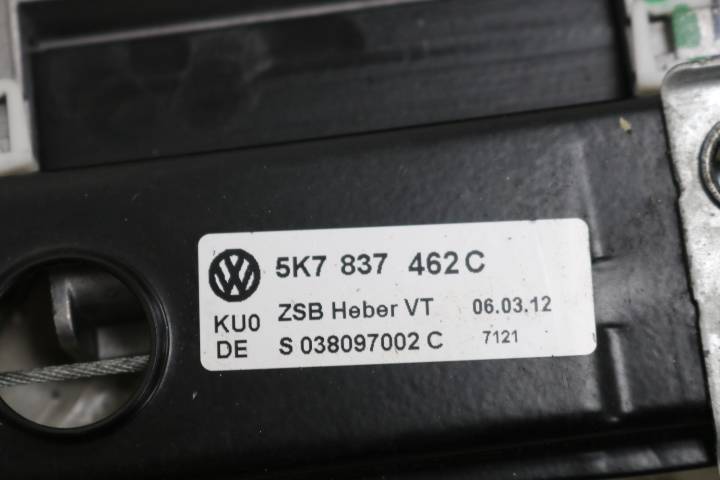 5K7 837 462 C
ZSB Heber VT 06.03.12
KU0
DE S 038097002 C 7121